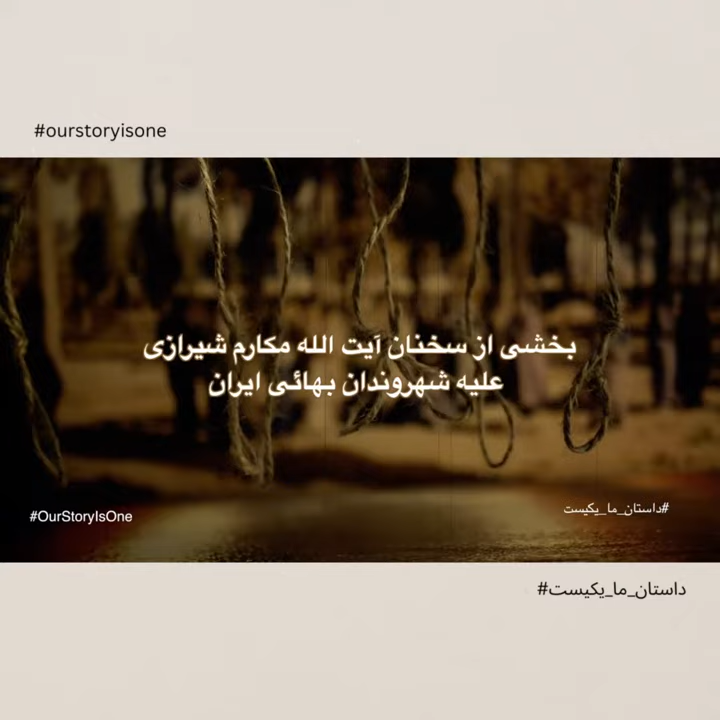 #ourstoryisone
بخشی از سخنان آیت الله مکارم شیرازی
علیه شهروندان بهائی ایران
#داستان_ما_یکیست
#OurStoryIsOne
#داستان_ما_یکیست